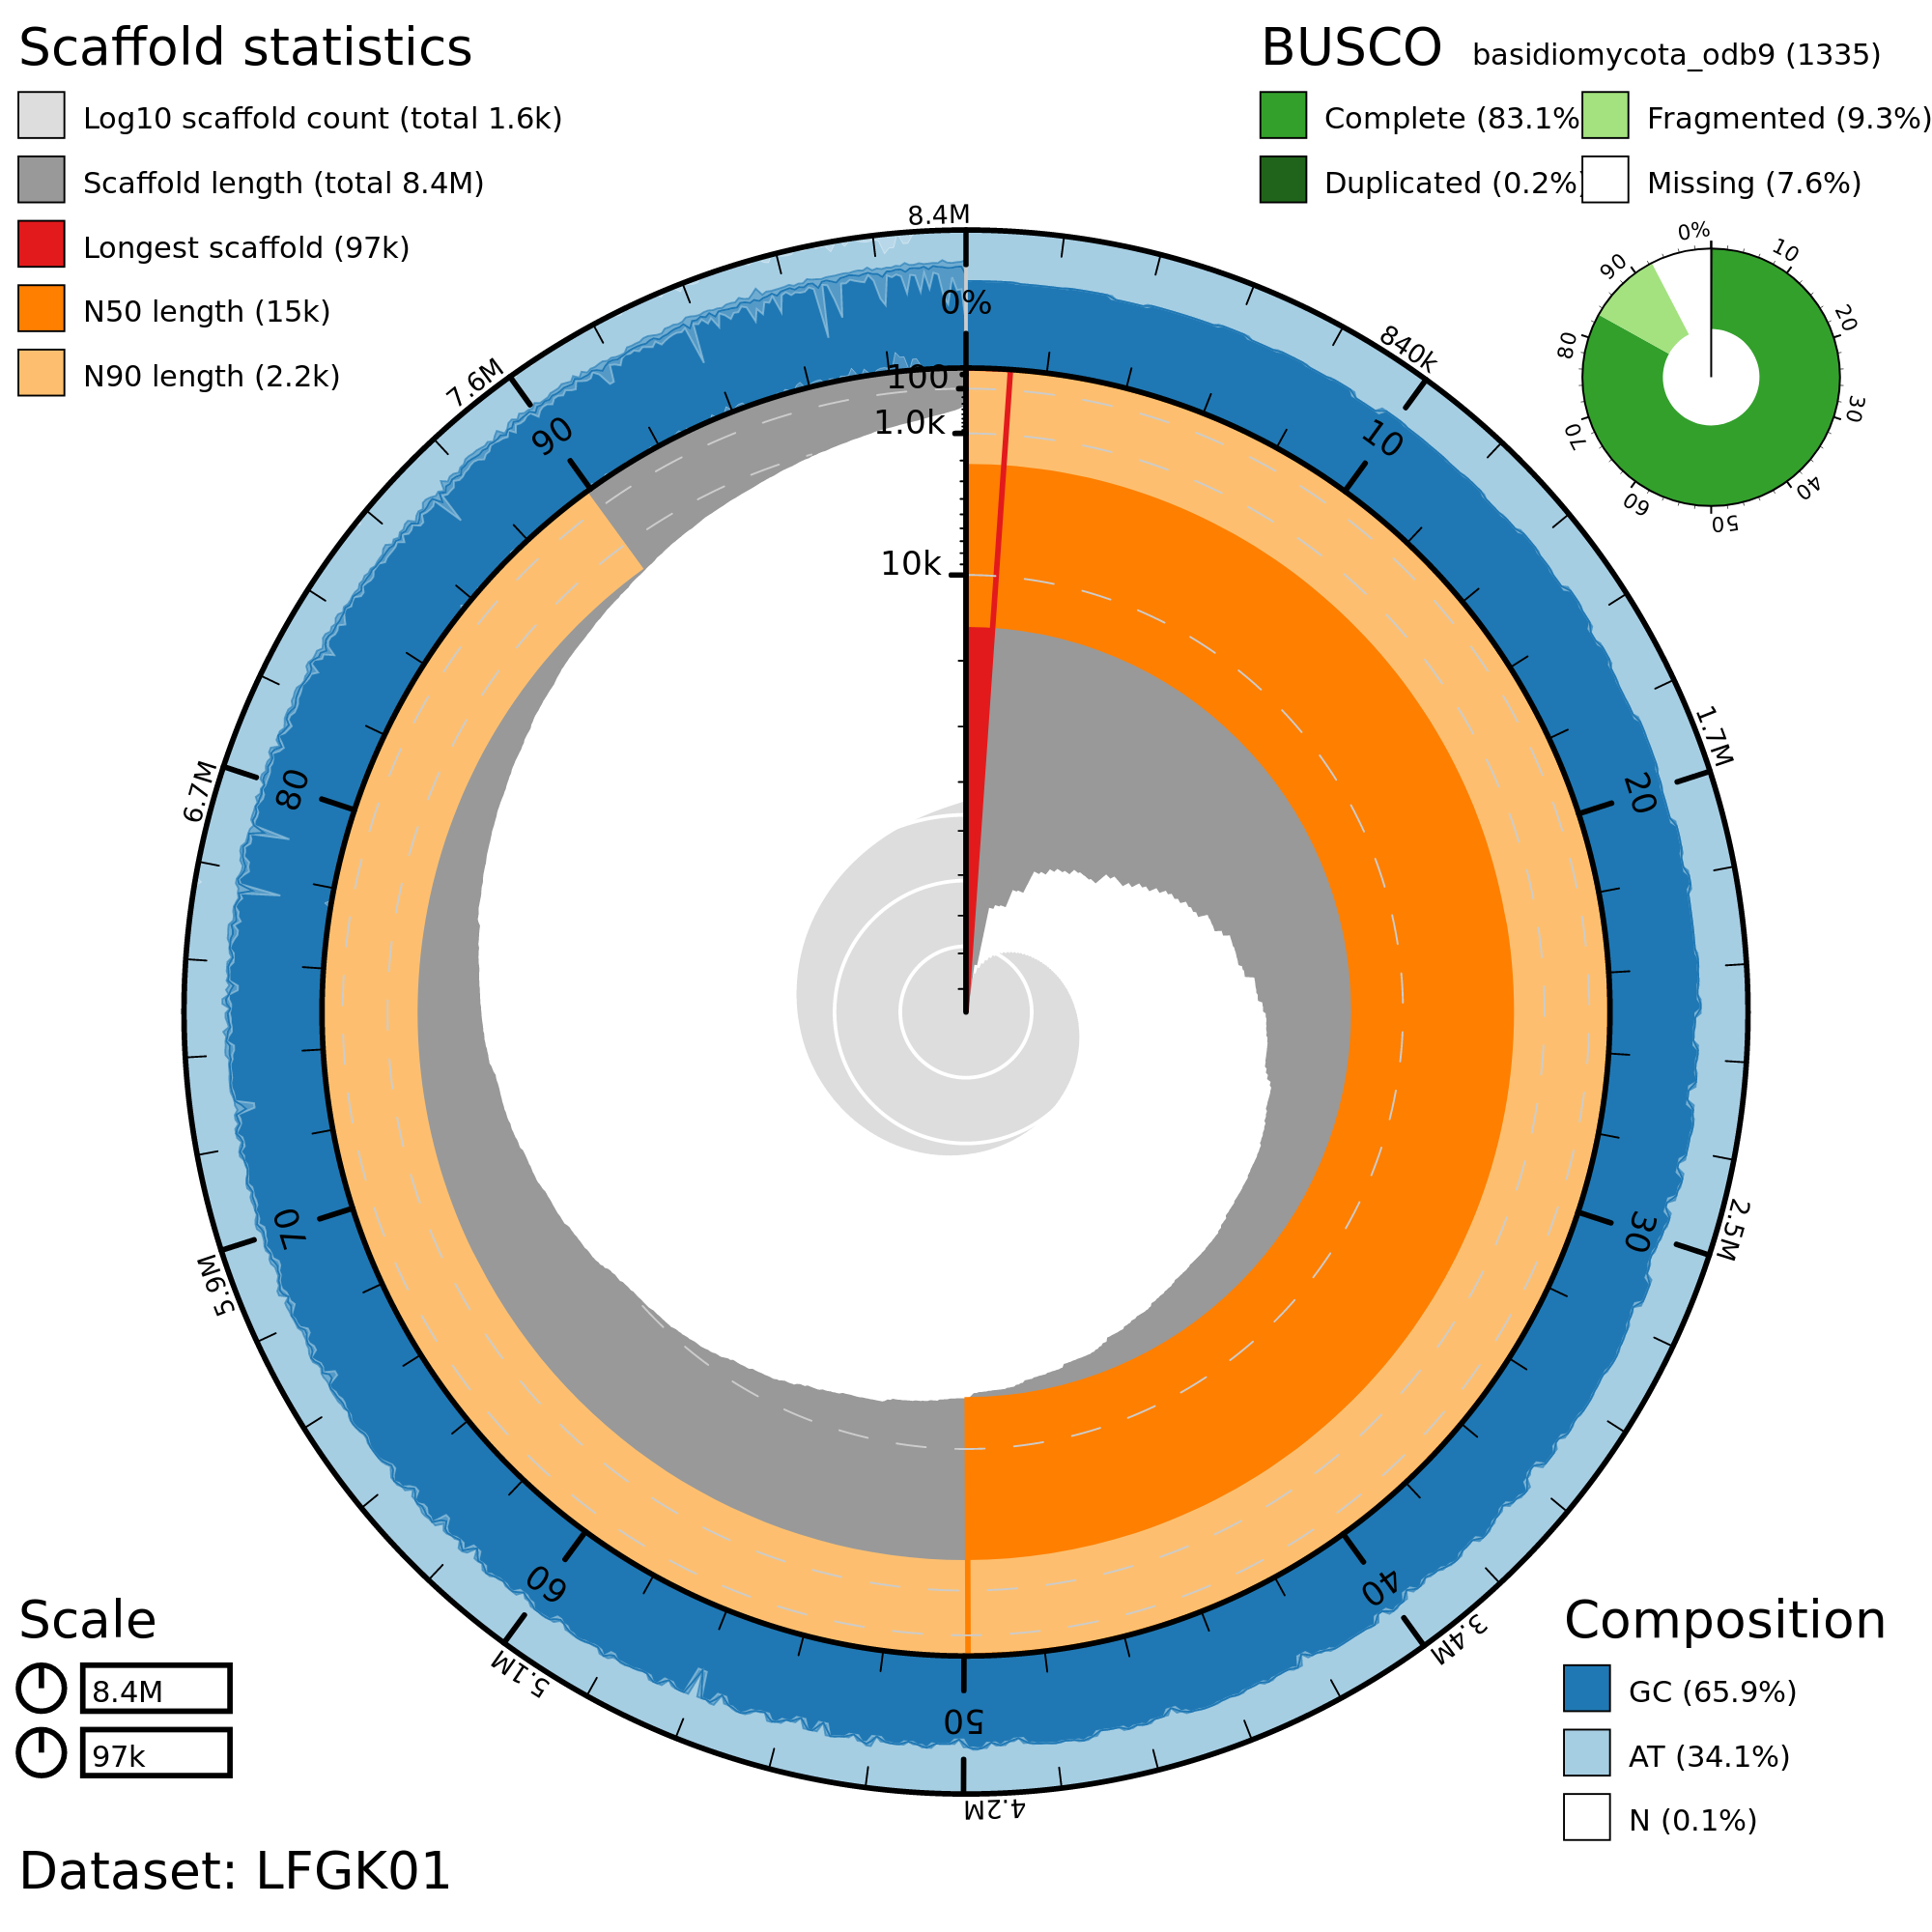 Scaffold statistics
Log10 scaffold count (total 1.6k)
Scaffold length (total 8.4M)
Longest scaffold (97k)
N50 length (15k)
N90 length (2.2k)
BUSCO basidiomycota_odb9 (1335)
Complete (83.1% Fragmented (9.3%)
Duplicated (0.2% Missing (7.6%)
0%
10
20
30
40
50
60
70
80
90
8.4M
840k
1.7M
2.5M
3.4M
4.2M
5.1M
5.9M
6.7M
7.6M
0%
10
20
30
40
50
60
70
80
90
100
1.0k
10k
Scale
8.4M
97k
Composition
GC (65.9%)
AT (34.1%)
N (0.1%)
Dataset: LFGK01